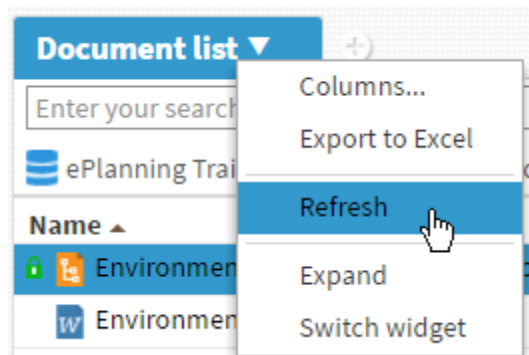 Document list ▼
Columns...
Enter your search
Export to Excel
ePlanning Trai
Refresh
Name
Environmen
Expand
Environmen
Switch widget